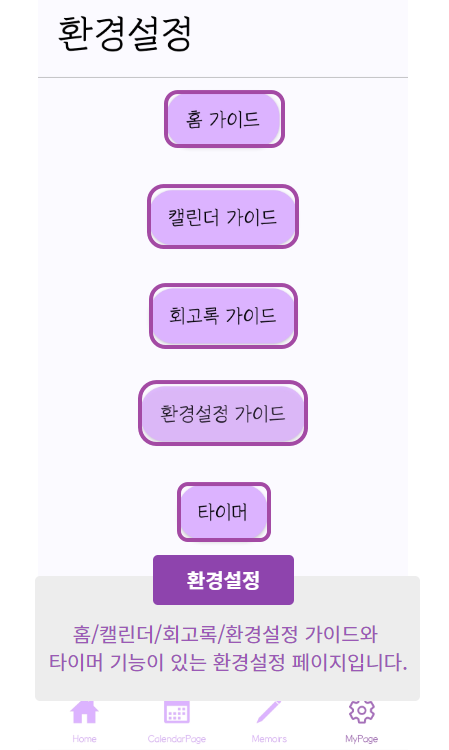 환경설정
홈 가이드
캘린더 가이드
회고록 가이드
환경설정 가이드
타이머
환경설정
홈/캘린더/회고록/환경설정 가이드와
타이머 기능이 있는 환경설정 페이지입니다.
Home CalendarPage Memoirs MyPage